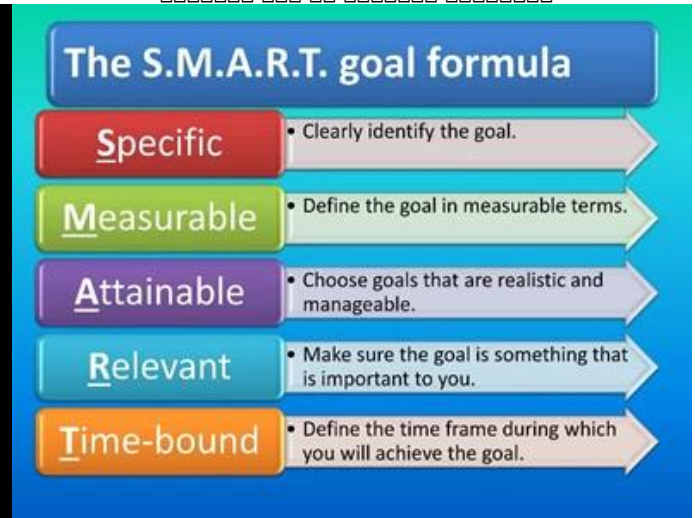 The S.M.A.R.T. goal formula
Specific
• Clearly identify the goal.
Measurable
• Define the goal in measurable terms.
Attainable
• Choose goals that are realistic and
manageable.
Relevant
• Make sure the goal is something that
is important to you.
Time-bound
• Define the time frame during which
you will achieve the goal.